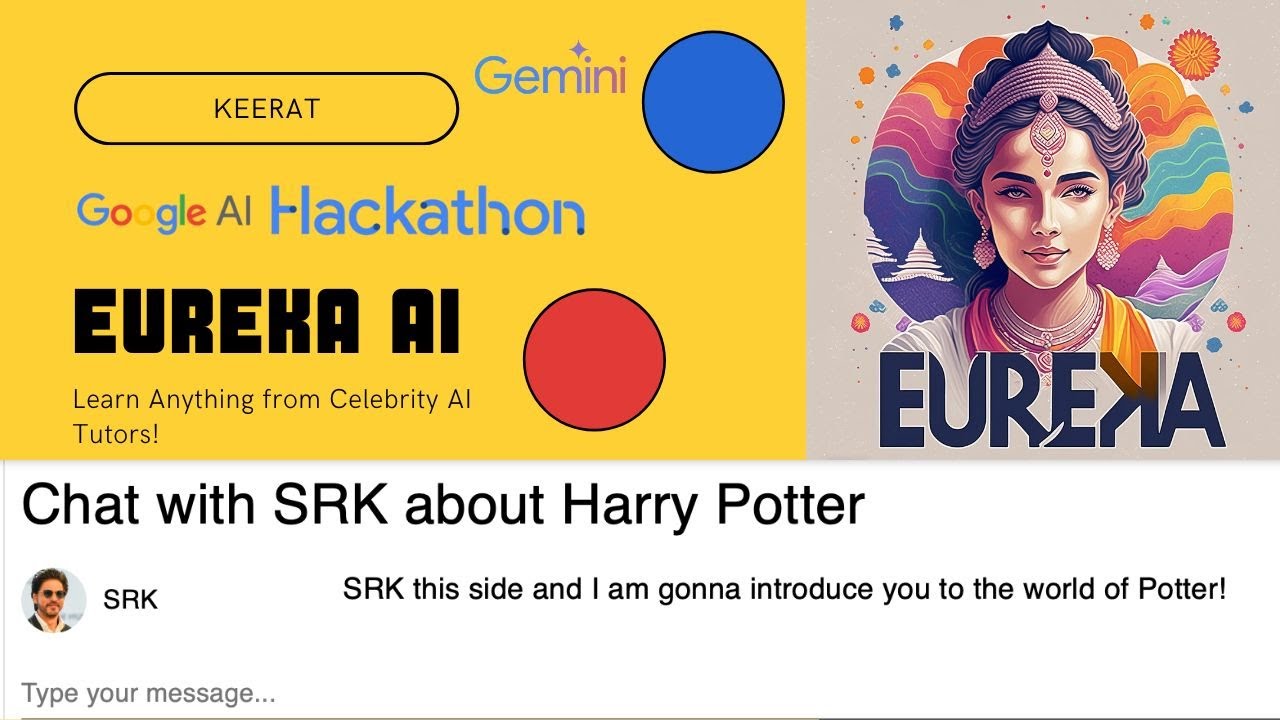 KEERAT
Gemini
Google AI Hackathon
EUREKA AI
Learn Anything from Celebrity AI
Tutors!
EUREKA
Chat with SRK about Harry Potter
SRK
SRK this side and I am gonna introduce you to the world of Potter!
Type your message...